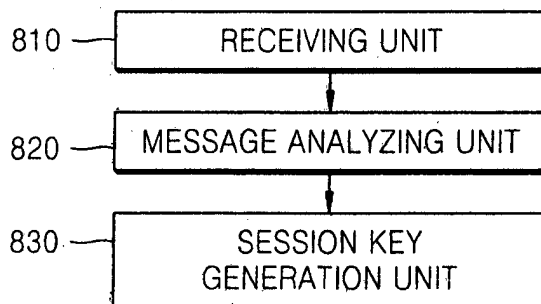 810
RECEIVING UNIT
820
MESSAGE ANALYZING UNIT
830
SESSION KEY
GENERATION UNIT